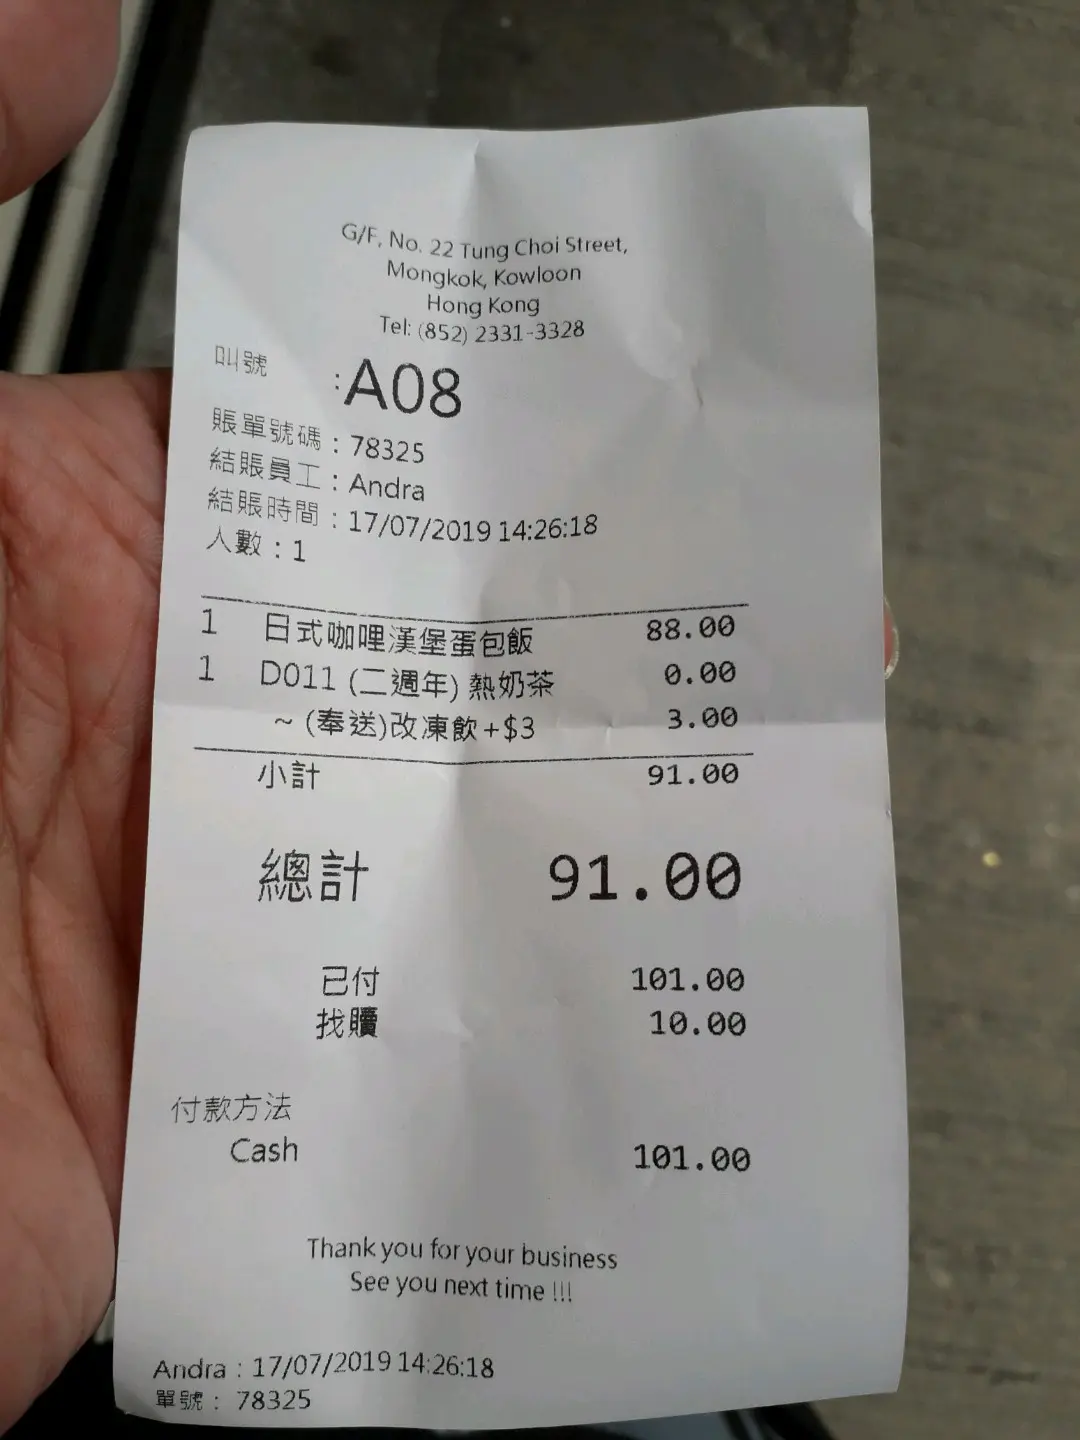 G/F, No. 22 Tung Choi Street,
Mongkok, Kowloon
Hong Kong
Tel: (852) 2331-3328
叫號 : A08
賬單號碼 : 78325
結賬員工 : Andra
結賬時間 : 17/07/2019 14:26:18
人數 : 1
1 日式咖哩漢堡蛋包飯 88.00
1 D011 (二週年) 熱奶茶 0.00
~ (奉送)改凍飲+$3 3.00
小計 91.00
總計 91.00
已付 101.00
找贖 10.00
付款方法
Cash 101.00
Thank you for your business
See you next time !!!
Andra : 17/07/2019 14:26:18
單號 : 78325